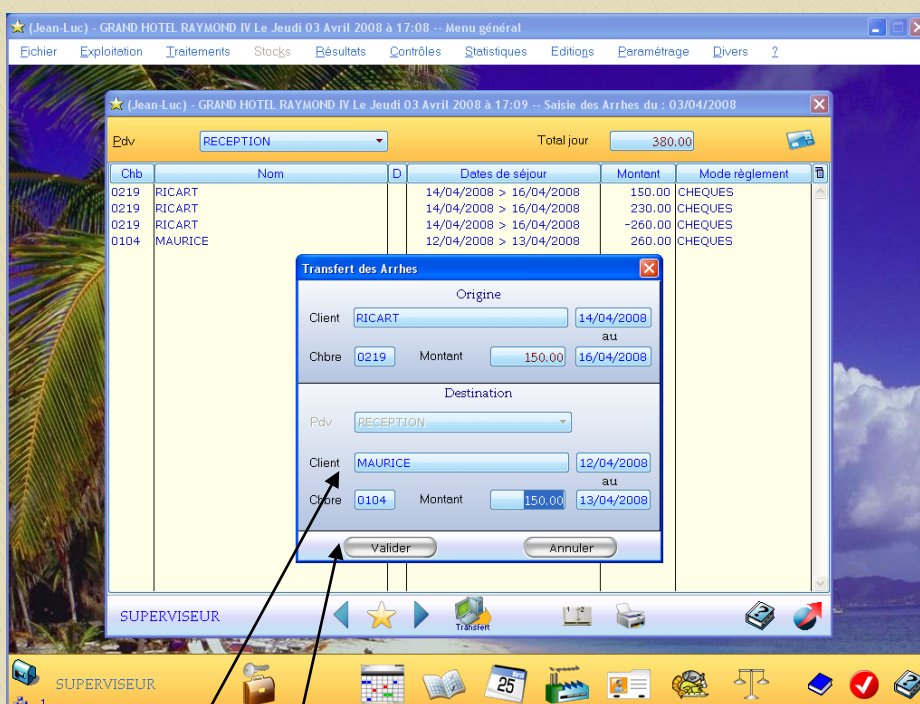 (Jean-Luc) - GRAND HOTEL RAYMOND IV Le Jeudi 03 Avril 2008 à 17:08 -- Menu général
Fichier Exploitation Traitements Stocks Résultats Contrôles Statistiques Editions Paramétrage Divers ?
(Jean-Luc) - GRAND HOTEL RAYMOND IV Le Jeudi 03 Avril 2008 à 17:09 -- Saisie des Arrhes du : 03/04/2008
Pdv RECEPTION Total jour 380.00
Chb Nom D Dates de séjour Montant Mode règlement
0219 RICART 14/04/2008 > 16/04/2008 150.00 CHEQUES
0219 RICART 14/04/2008 > 16/04/2008 230.00 CHEQUES
0219 RICART 14/04/2008 > 16/04/2008 -260.00 CHEQUES
0104 MAURICE 12/04/2008 > 13/04/2008 260.00 CHEQUES
Transfert des Arrhes
Origine
Client RICART 14/04/2008
au
Chbre 0219 Montant 150.00 16/04/2008
Destination
Pdv RECEPTION
Client MAURICE 12/04/2008
au
Chbre 0104 Montant 150.00 13/04/2008
Valider Annuler
SUPERVISEUR Transfert
SUPERVISEUR 25
1